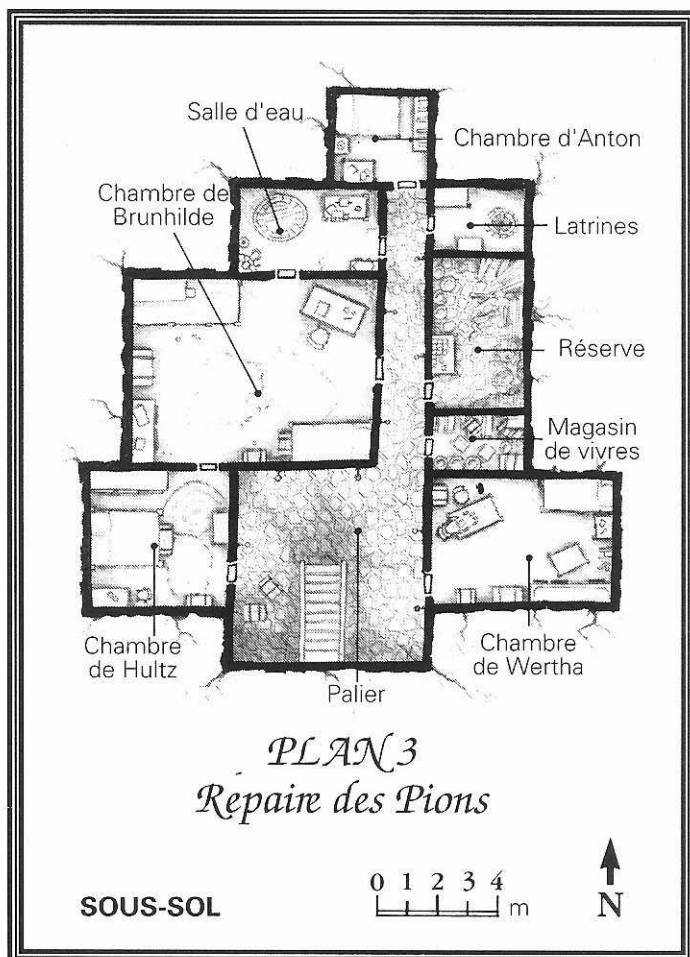 Salle d'eau
Chambre d'Anton
Chambre de
Brunhilde
Latrines
Réserve
Magasin
de vivres
Chambre
de Hultz
Palier
Chambre
de Wertha
PLAN 3
Repaire des Pions
SOUS-SOL
0 1 2 3 4
m
N